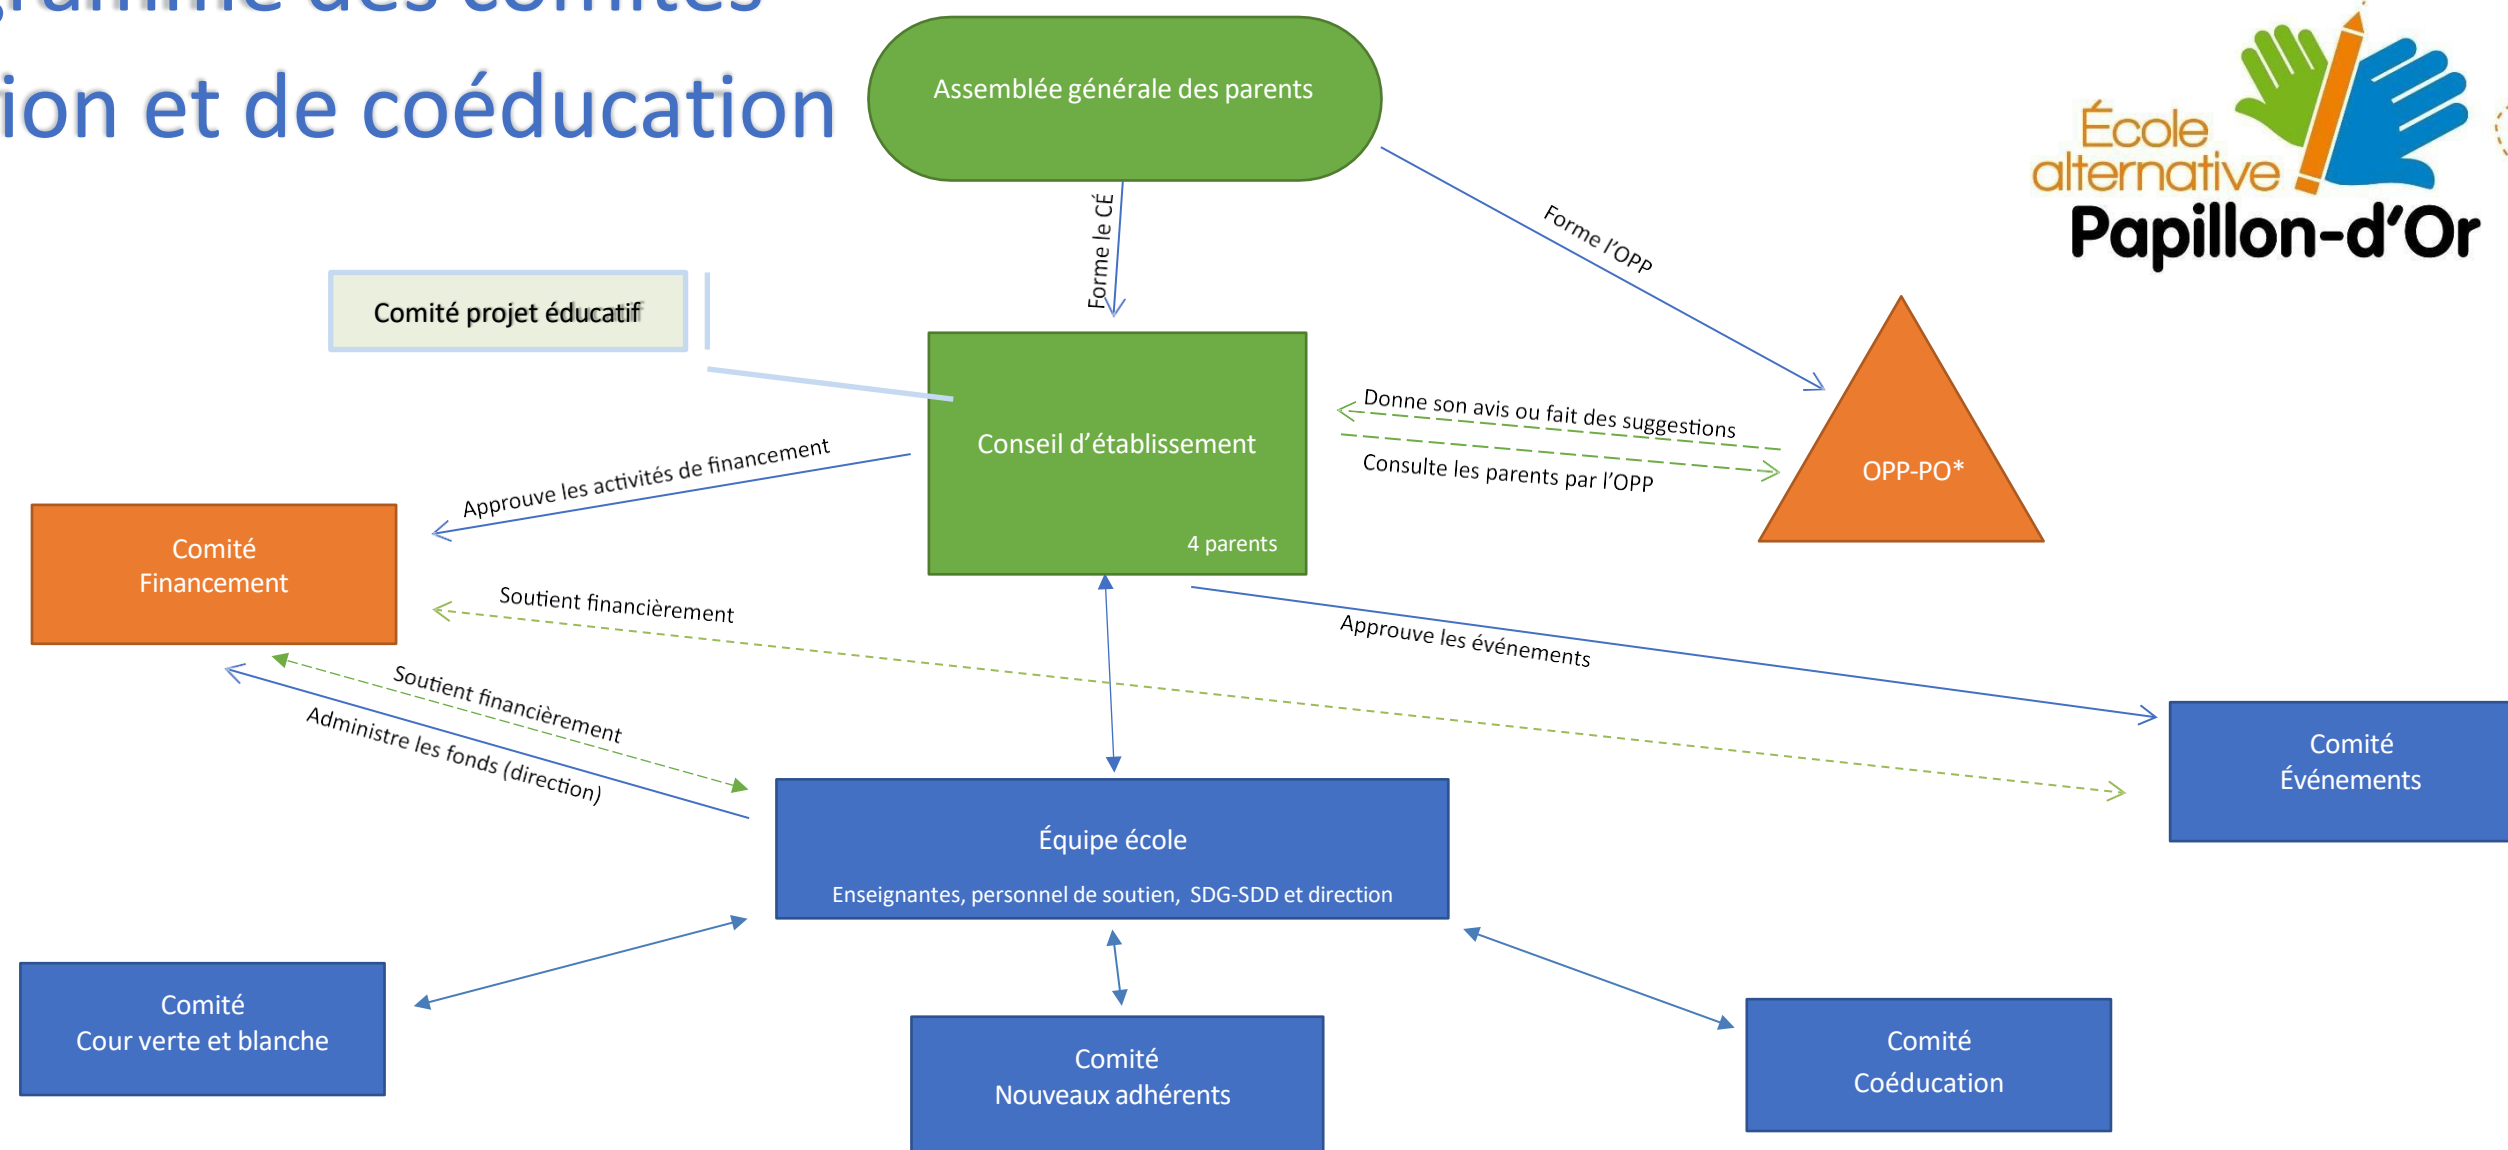 gramme des comités
ion et de coéducation
Assemblée générale des parents
École
alternative
Papillon-d'Or
Forme le CÉ
Forme l'OPP
Comité projet éducatif
Conseil d'établissement
4 parents
Donne son avis ou fait des suggestions
Consulte les parents par l'OPP
OPP-PO*
Approuve les activités de financement
Comité
Financement
Soutient financièrement
Approuve les événements
Soutient financièrement
Administre les fonds (direction)
Comité
Événements
Équipe école
Enseignantes, personnel de soutien, SDG-SDD et direction
Comité
Cour verte et blanche
Comité
Nouveaux adhérents
Comité
Coéducation